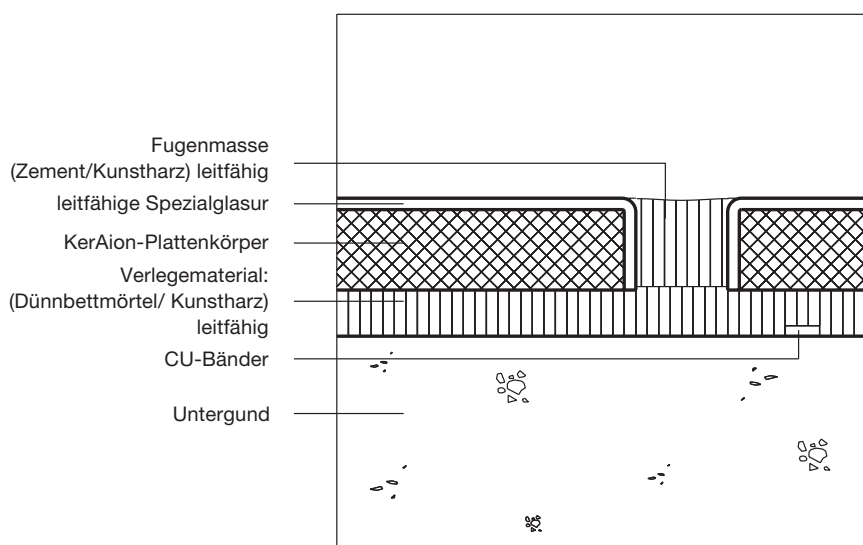 Fugenmasse
(Zement/Kunstharz) leitfähig
leitfähige Spezialglasur
KerAion-Plattenkörper
Verlegematerial:
(Dünnbettmörtel/ Kunstharz)
leitfähig
CU-Bänder
Untergund